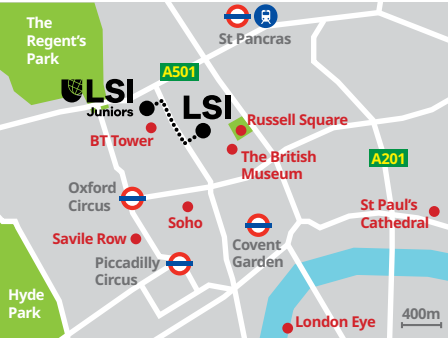 The
Regent's
Park
St Pancras
A501
LSI
Juniors
LSI
Russell Square
BT Tower
The British
Museum
A201
Oxford
Circus
St Paul's
Cathedral
Soho
Savile Row
Covent
Garden
Piccadilly
Circus
Hyde
Park
London Eye
400m